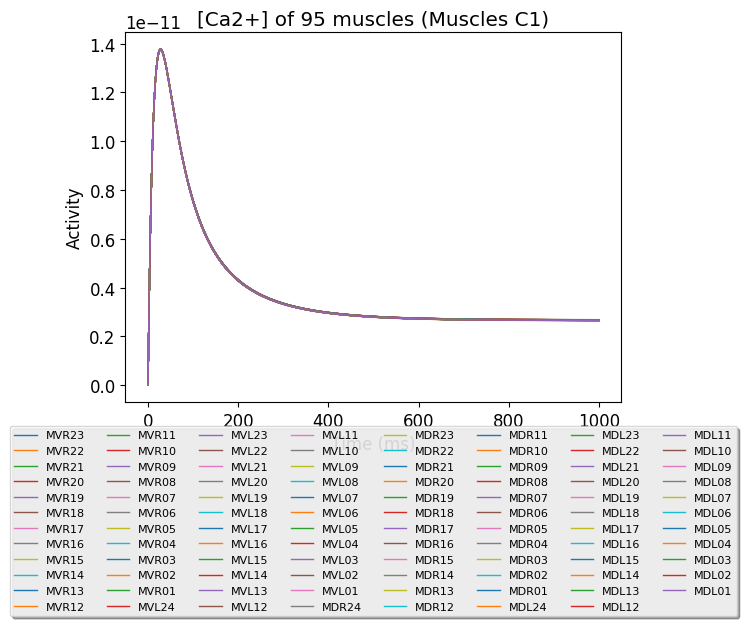 [Ca2+] of 95 muscles (Muscles C1)
1e−11
1.4
1.2
1.0
0.8
0.6
0.4
0.2
0.0
Activity
0 200 400 600 800 1000
Time (ms)
MVR23 MVR11 MVL23 MVL11 MDR23 MDR11 MDL23 MDL11
MVR22 MVR10 MVL22 MVL10 MDR22 MDR10 MDL22 MDL10
MVR21 MVR09 MVL21 MVL09 MDR21 MDR09 MDL21 MDL09
MVR20 MVR08 MVL20 MVL08 MDR20 MDR08 MDL20 MDL08
MVR19 MVR07 MVL19 MVL07 MDR19 MDR07 MDL19 MDL07
MVR18 MVR06 MVL18 MVL06 MDR18 MDR06 MDL18 MDL06
MVR17 MVR05 MVL17 MVL05 MDR17 MDR05 MDL17 MDL05
MVR16 MVR04 MVL16 MVL04 MDR16 MDR04 MDL16 MDL04
MVR15 MVR03 MVL15 MVL03 MDR15 MDR03 MDL15 MDL03
MVR14 MVR02 MVL14 MVL02 MDR14 MDR02 MDL14 MDL02
MVR13 MVR01 MVL13 MVL01 MDR13 MDR01 MDL13 MDL01
MVR12 MVL24 MVL12 MDR24 MDR12 MDL24 MDL12